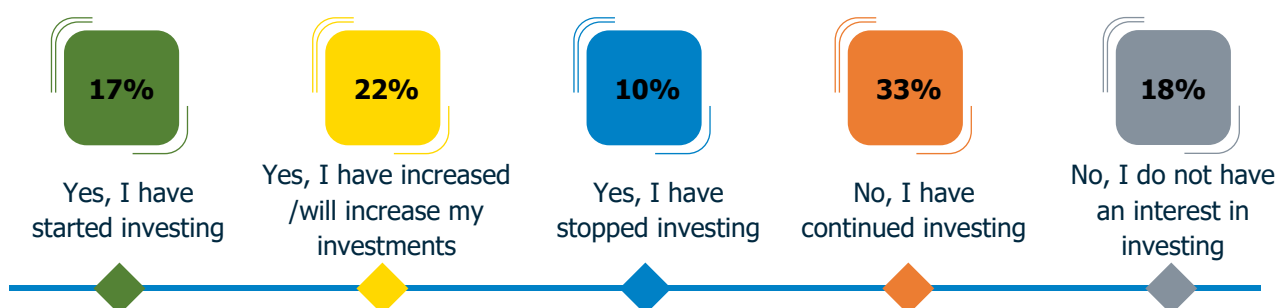 17%
22%
10%
33%
18%
Yes, I have
started investing
Yes, I have increased
/will increase my
investments
Yes, I have
stopped investing
No, I have
continued investing
No, I do not have
an interest in
investing